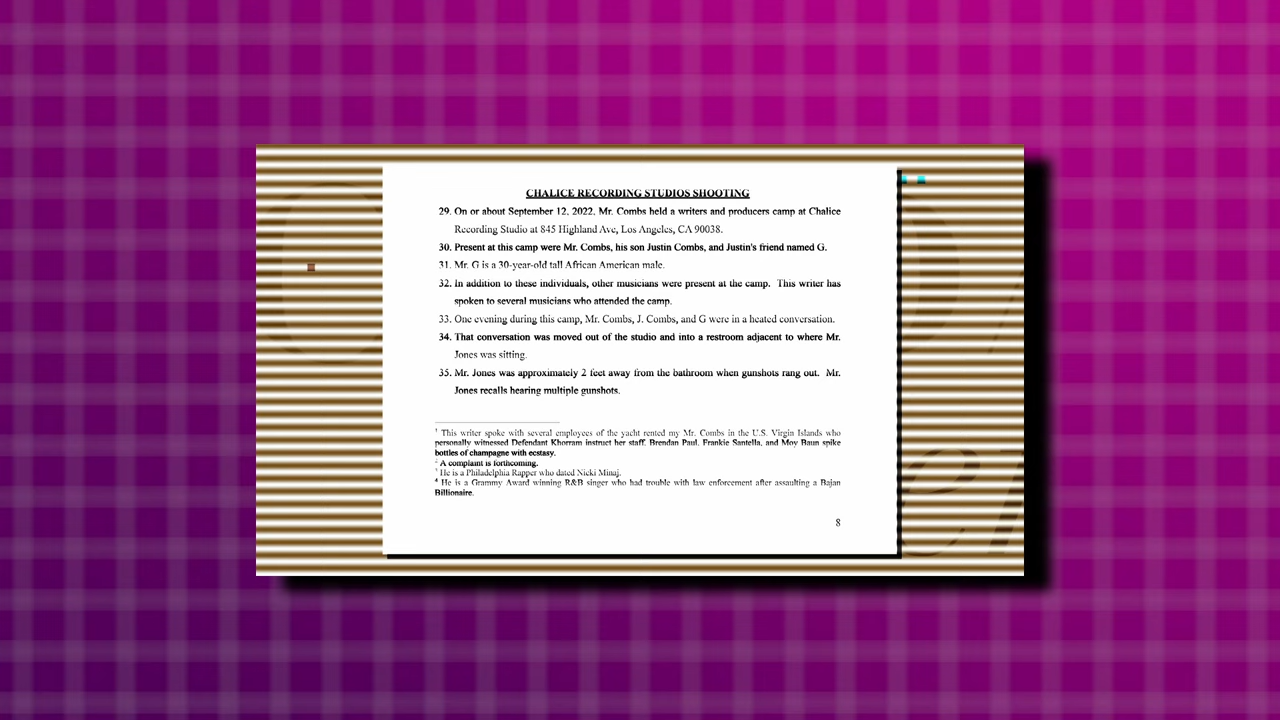 CHALICE RECORDING STUDIOS SHOOTING
29. On or about September 12, 2022, Mr. Combs held a writers and producers camp at Chalice
Recording Studio at 845 Highland Ave, Los Angeles, CA 90038.
30. Present at this camp were Mr. Combs, his son Justin Combs, and Justin's friend named G.
31. Mr. G is a 30-year-old tall African American male.
32. In addition to these individuals, other musicians were present at the camp. This writer has
spoken to several musicians who attended the camp.
33. One evening during this camp, Mr. Combs, J. Combs, and G were in a heated conversation.
34. That conversation was moved out of the studio and into a restroom adjacent to where Mr.
Jones was sitting.
35. Mr. Jones was approximately 2 feet away from the bathroom when gunshots rang out. Mr.
Jones recalls hearing multiple gunshots.
¹ This writer spoke with several employees of the yacht rented my Mr. Combs in the U.S. Virgin Islands who
personally witnessed Defendant Khorram instruct her staff, Brendan Paul, Frankie Santella, and Moy Baun spike
bottles of champagne with ecstasy.
² A complaint is forthcoming.
³ He is a Philadelphia Rapper who dated Nicki Minaj.
⁴ He is a Grammy Award winning R&B singer who had trouble with law enforcement after assaulting a Bajan
Billionaire.
8